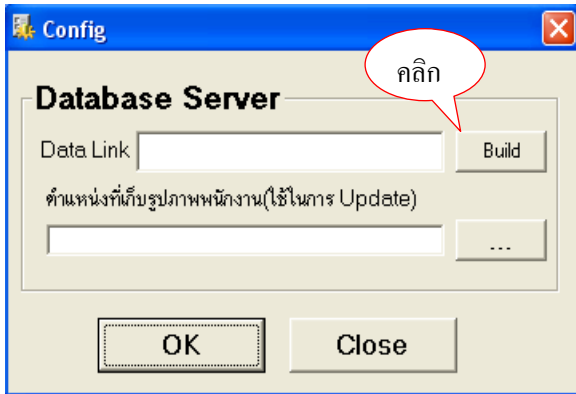 Config
คลิก
Database Server
Data Link
Build
ตำแหน่งที่เก็บรูปภาพพนักงาน(ใช้ในการ Update)
...
OK
Close